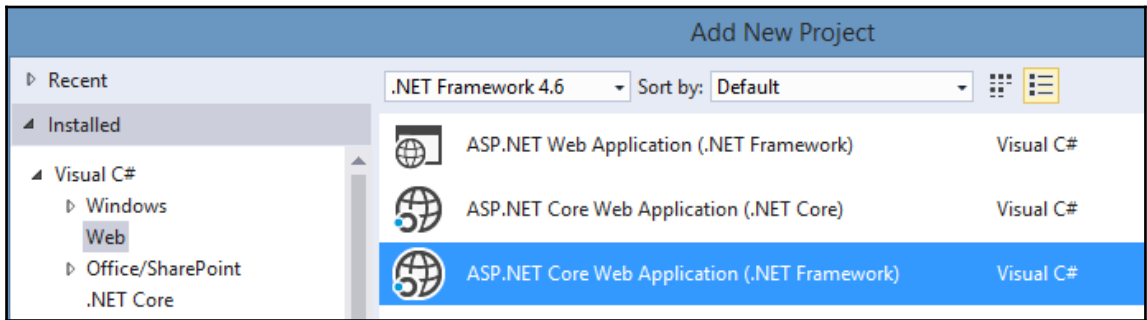 Add New Project
Recent
.NET Framework 4.6 Sort by: Default
Installed
ASP.NET Web Application (.NET Framework) Visual C#
Visual C#
Windows
ASP.NET Core Web Application (.NET Core) Visual C#
Web
Office/SharePoint
ASP.NET Core Web Application (.NET Framework) Visual C#
.NET Core